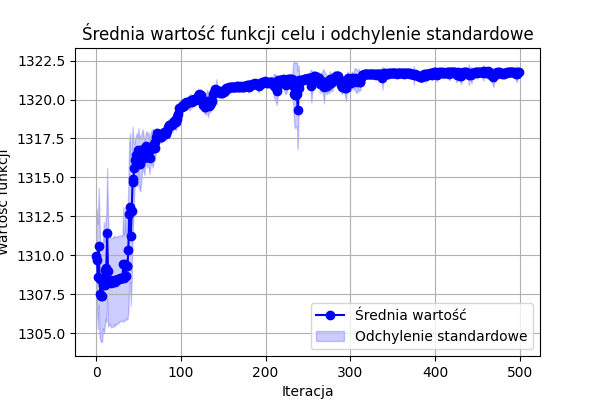 Średnia wartość funkcji celu i odchylenie standardowe
Wartość funkcji
1322.5
1320.0
1317.5
1315.0
1312.5
1310.0
1307.5
1305.0
Średnia wartość
Odchylenie standardowe
0 100 200 300 400 500
Iteracja